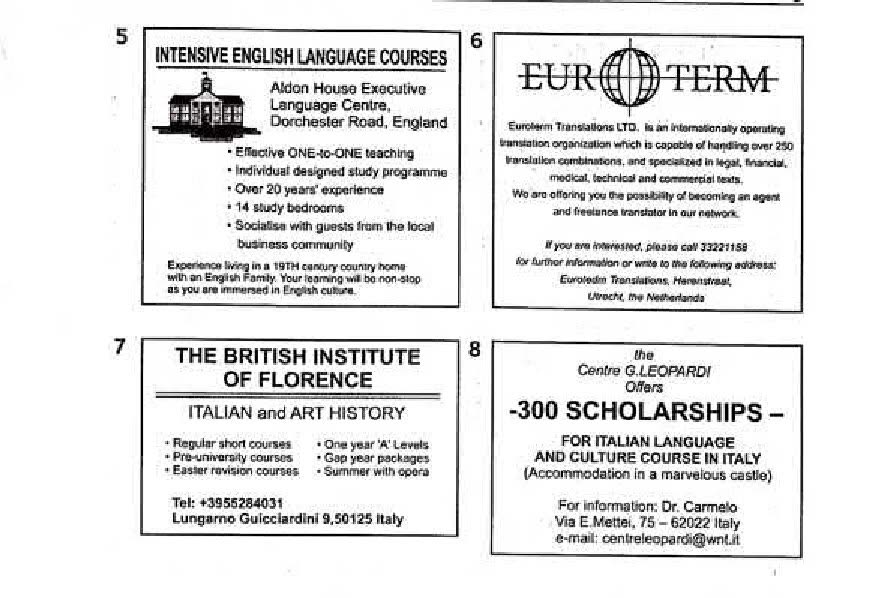 5
INTENSIVE ENGLISH LANGUAGE COURSES
Aldon House Executive
Language Centre,
Dorchester Road, England
• Effective ONE-to-ONE teaching
• Individual designed study programme
• Over 20 years' experience
• 14 study bedrooms
• Socialise with guests from the local
business community
Experience living in a 19TH century country home
with an English Family. Your learning will be non-stop
as you are immersed in English culture.
6
EURO TERM
Euroterm Translations LTD. is an internationally operating
translation organization which is capable of handling over 250
translation combinations, and specialized in legal, financial,
medical, technical and commercial texts.
We are offering you the possibility of becoming an agent
and freelance translator in our network.
If you are interested, please call 33221158
for further information or write to the following address:
Translations, Herenstraat,
Utrecht, the Netherlands
7
THE BRITISH INSTITUTE
OF FLORENCE
ITALIAN and ART HISTORY
• Regular short courses
• Pre-university courses
• Easter revision courses
• One year 'A' Levels
• Gap year packages
• Summer with opera
Tel: +3955284031
Lungarno Guicciardini 9,50125 Italy
8
the
Centre G.LEOPARDI
Offers
-300 SCHOLARSHIPS –
FOR ITALIAN LANGUAGE
AND CULTURE COURSE IN ITALY
(Accommodation in a marvelous castle)
For information: Dr. Carmelo
Via E.Mettei, 75 – 62022 Italy
e-mail: centreleopardi@wnt.it